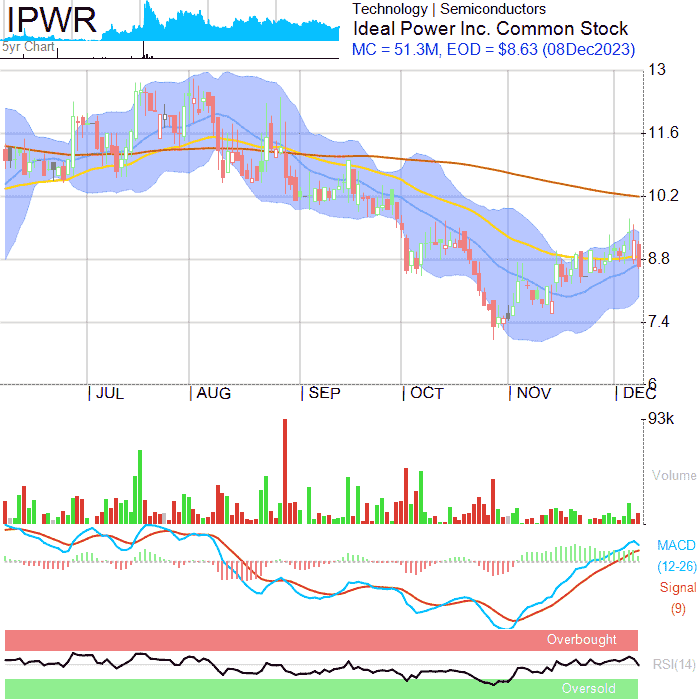 IPWR
5yr Chart
Technology | Semiconductors
Ideal Power Inc. Common Stock
MC = 51.3M, EOD = $8.63 (08Dec2023)
13
11.6
10.2
8.8
7.4
6
JUL AUG SEP OCT NOV DEC
93k
Volume
MACD
(12-26)
Signal
(9)
Overbought
RSI(14)
Oversold